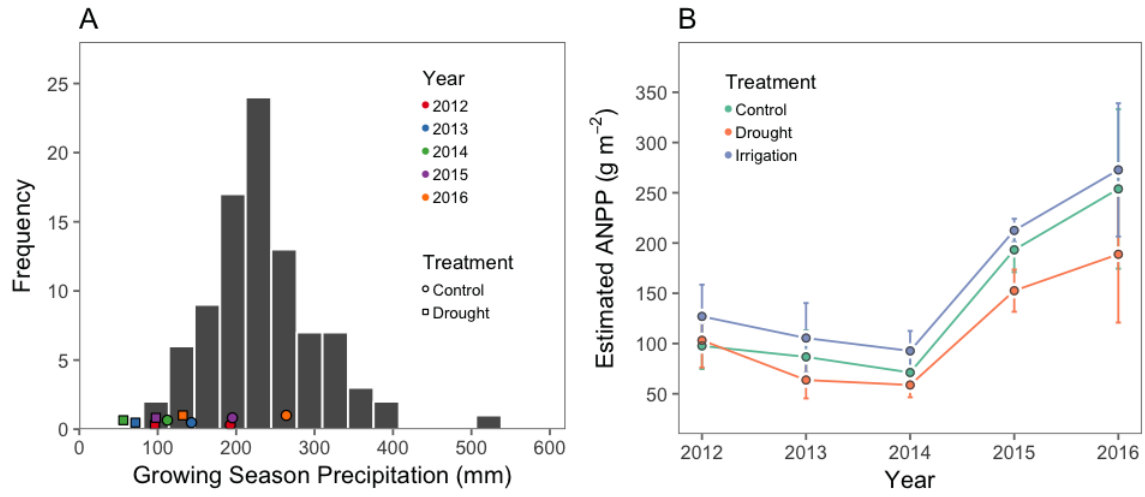 A
Frequency
25
20
15
10
5
0
Year
2012
2013
2014
2015
2016
Treatment
Control
Drought
0 100 200 300 400 500 600
Growing Season Precipitation (mm)
B
Estimated ANPP (g m⁻²)
350
300
250
200
150
100
50
Treatment
Control
Drought
Irrigation
2012 2013 2014 2015 2016
Year